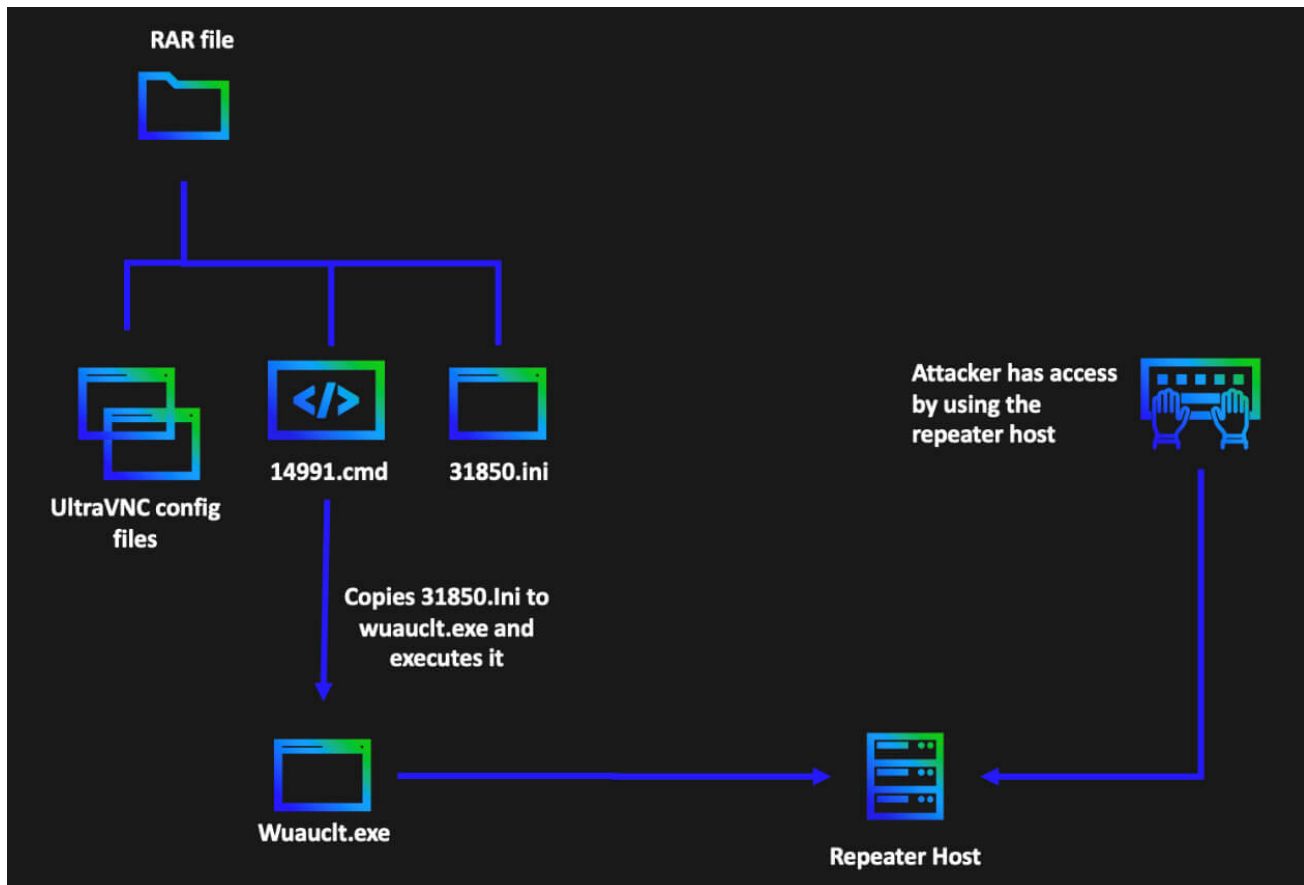 RAR file
</>
14991.cmd
31850.ini
UltraVNC config
files
Attacker has access
by using the
repeater host
Copies 31850.Ini to
wuauclt.exe and
executes it
Wuauclt.exe
Repeater Host